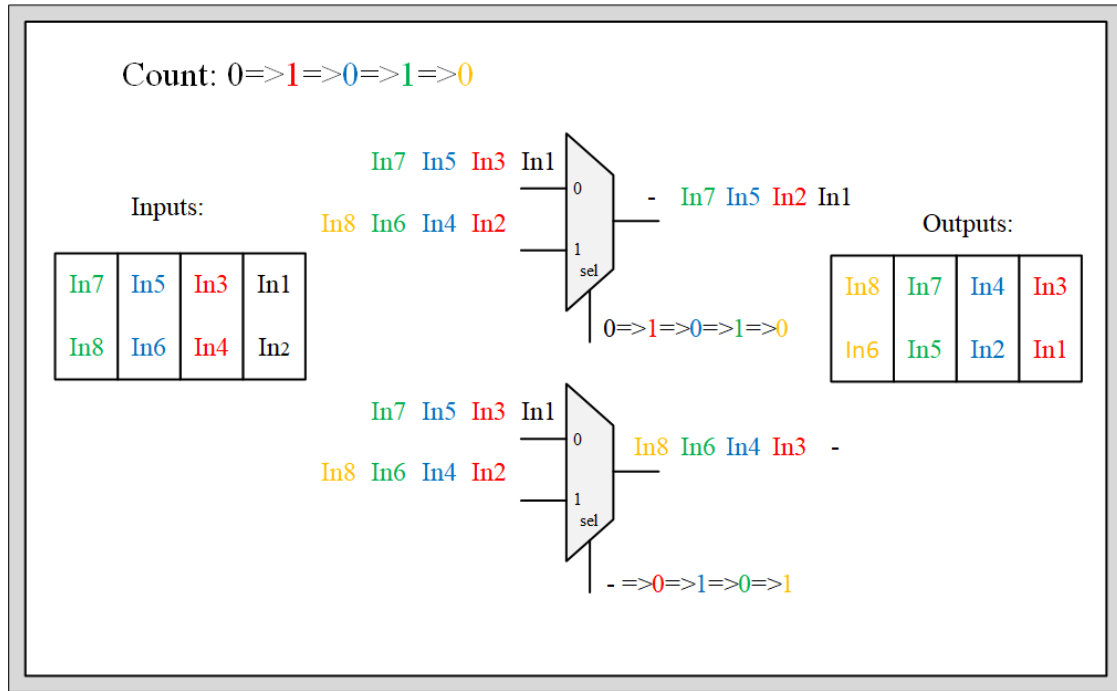 Count: 0=>1=>0=>1=>0
In7 In5 In3 In1
0
In8 In6 In4 In2
1
sel
- In7 In5 In2 In1
0=>1=>0=>1=>0
Inputs:
In7 In5 In3 In1
In8 In6 In4 In2
Outputs:
In8 In7 In4 In3
In6 In5 In2 In1
In7 In5 In3 In1
0
In8 In6 In4 In2
1
sel
In8 In6 In4 In3 -
- =>0=>1=>0=>1